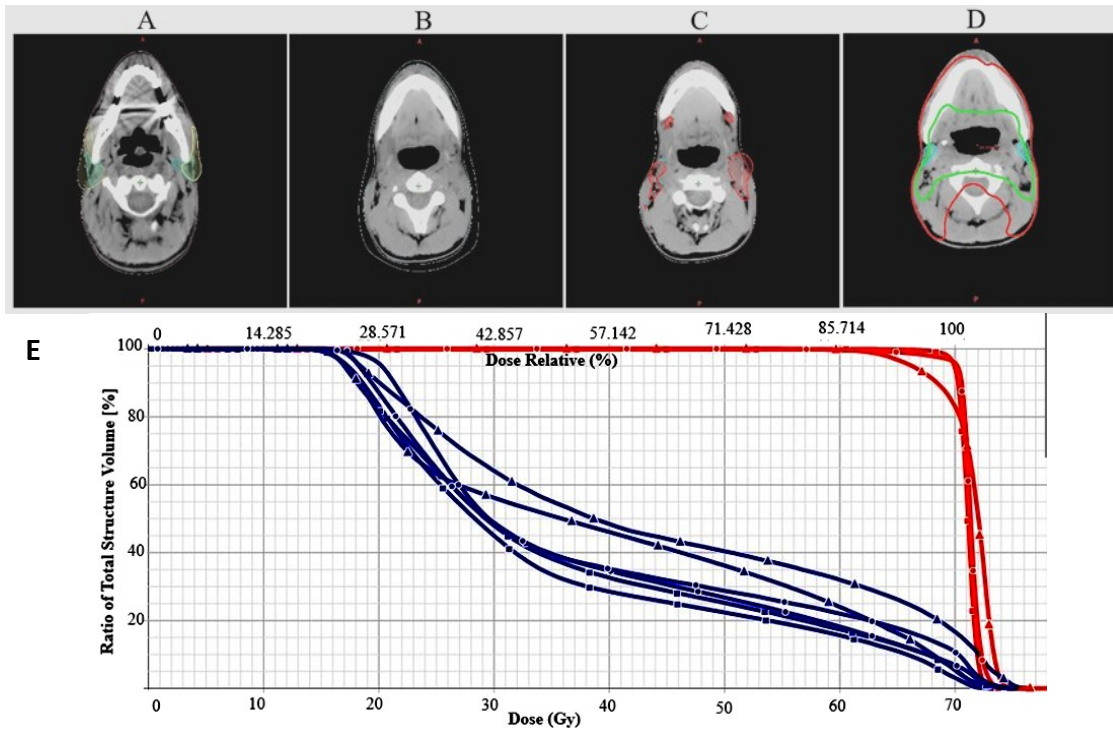 A B C D
A A A A
P P P P
E
0 14.285 28.571 42.857 57.142 71.428 85.714 100
Dose Relative (%)
Ratio of Total Structure Volume [%]
100
80
60
40
20
0 10 20 30 40 50 60 70
Dose (Gy)